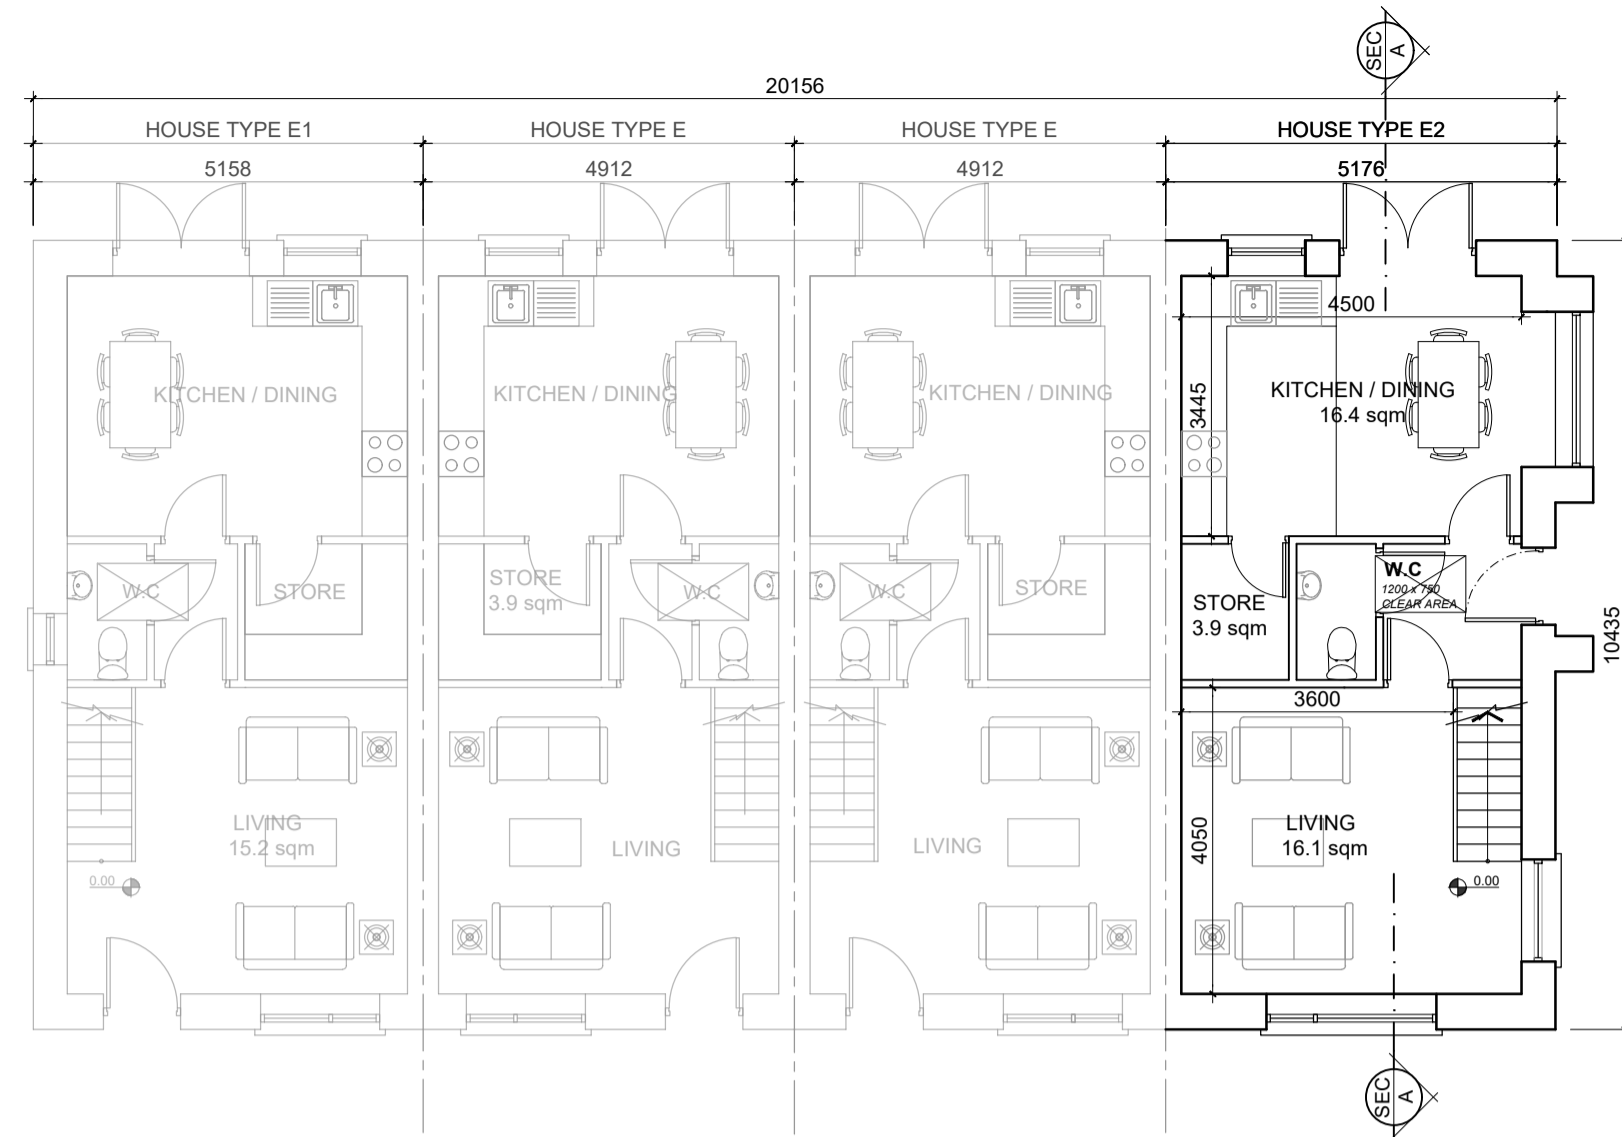 SEC
A
20156
HOUSE TYPE E1
HOUSE TYPE E
HOUSE TYPE E
HOUSE TYPE E2
5158
4912
4912
5176
4500
3445
KITCHEN / DINING
KITCHEN / DINING
KITCHEN / DINING
KITCHEN / DINING
16.4 sqm
W.C
STORE
STORE
3.9 sqm
W.C
W.C
STORE
STORE
3.9 sqm
W.C
1200 x 750
CLEAR AREA
10435
3600
4050
LIVING
15.2 sqm
LIVING
LIVING
LIVING
16.1 sqm
0.00
0.00
SEC
A